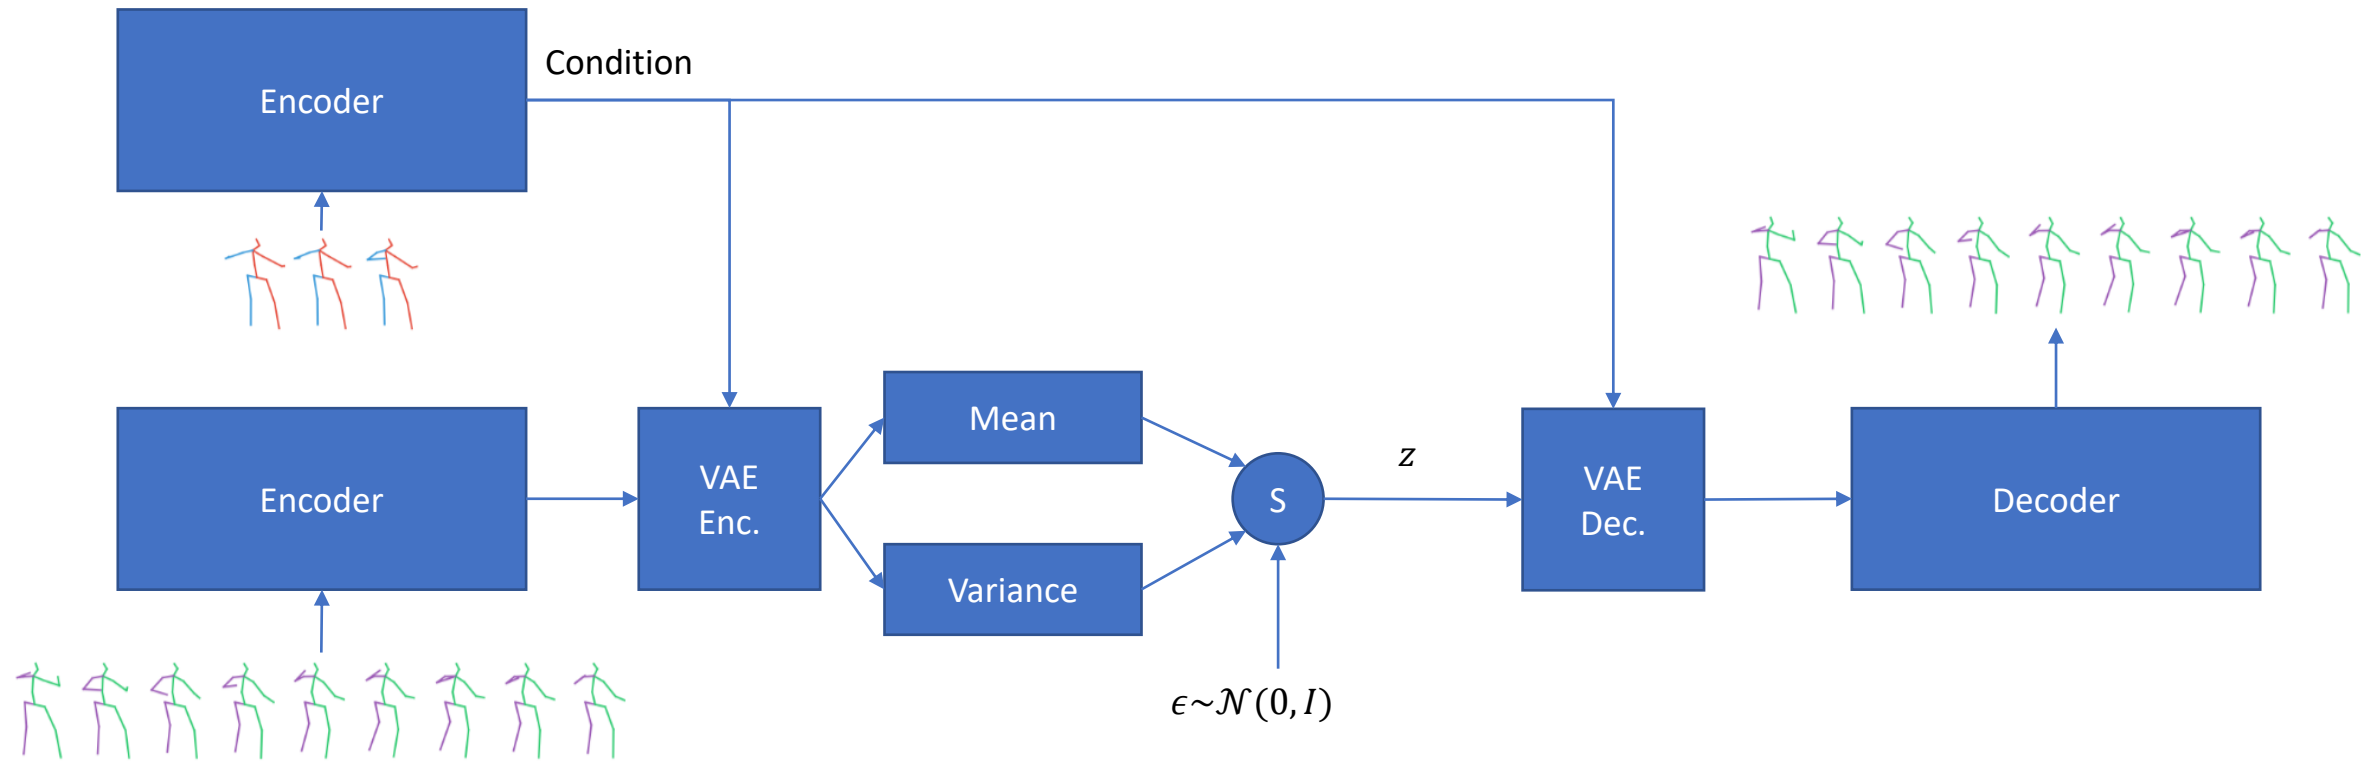 Condition
Encoder
Mean
VAE
Enc.
Encoder
S
z
VAE
Dec.
Decoder
Variance
ϵ~𝒩(0, I)